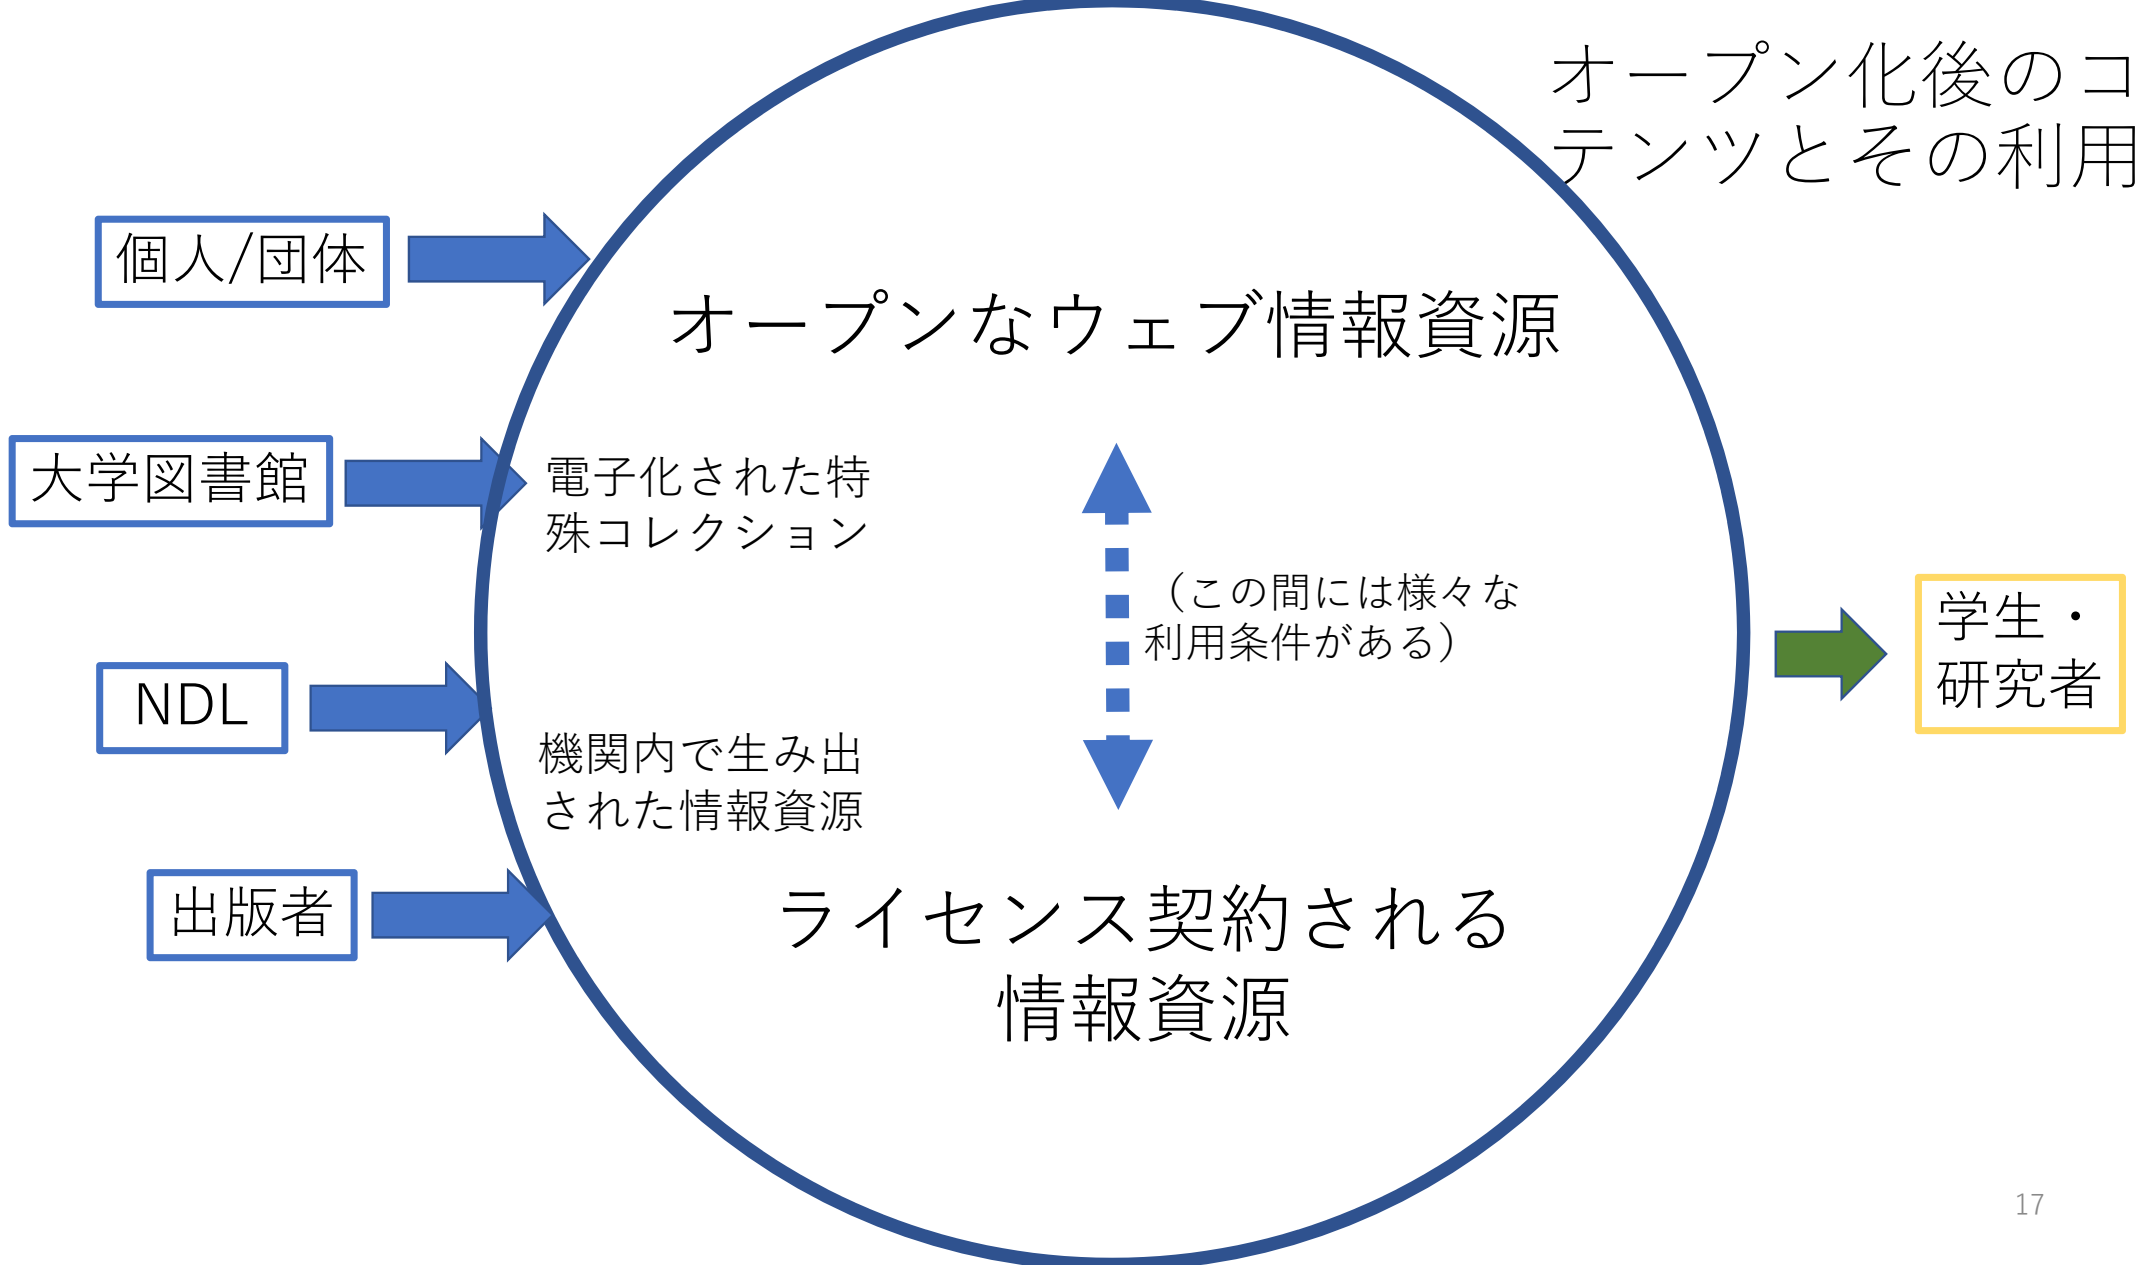 オープン化後のコ
テンツとその利用
個人/団体
オープンなウェブ情報資源
大学図書館
電子化された特
殊コレクション
（この間には様々な
利用条件がある）
学生・
研究者
NDL
機関内で生み出
された情報資源
出版者
ライセンス契約される
情報資源
17